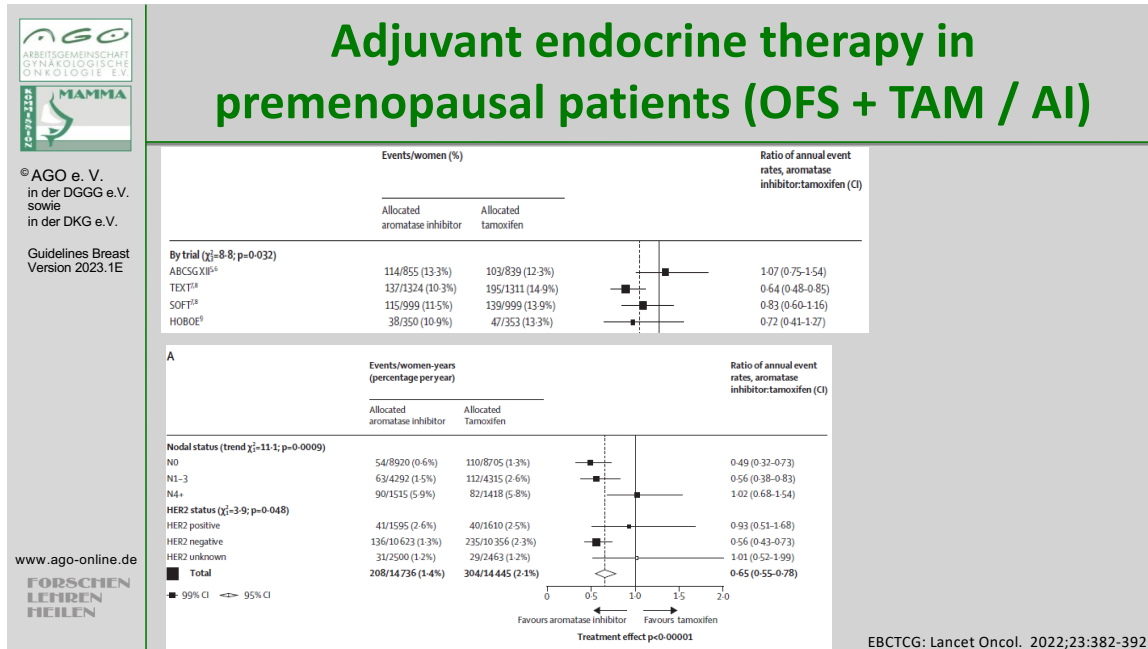 AGO
ARBEITSGEMEINSCHAFT
GYNÄKOLOGISCHE
ONKOLOGIE E.V.
KOMMISSION
MAMMA
© AGO e. V.
in der DGGG e.V.
sowie
in der DKG e.V.
Guidelines Breast
Version 2023.1E
www.ago-online.de
FORSCHEN
LEHREN
HEILEN
Adjuvant endocrine therapy in
premenopausal patients (OFS + TAM / AI)
Events/women (%) Ratio of annual event
rates, aromatase
inhibitor:tamoxifen (CI)
Allocated Allocated
aromatase inhibitor tamoxifen
By trial (χ²₃=8·8; p=0·032)
ABCSG XII⁵,⁶ 114/855 (13·3%) 103/839 (12·3%) 1·07 (0·75–1·54)
TEXT⁷,⁸ 137/1324 (10·3%) 195/1311 (14·9%) 0·64 (0·48–0·85)
SOFT⁷,⁸ 115/999 (11·5%) 139/999 (13·9%) 0·83 (0·60–1·16)
HOBOE⁹ 38/350 (10·9%) 47/353 (13·3%) 0·72 (0·41–1·27)
A
Events/women-years Ratio of annual event
(percentage per year) rates, aromatase
inhibitor:tamoxifen (CI)
Allocated Allocated
aromatase inhibitor Tamoxifen
Nodal status (trend χ²₁=11·1; p=0·0009)
N0 54/8920 (0·6%) 110/8705 (1·3%) 0·49 (0·32–0·73)
N1–3 63/4292 (1·5%) 112/4315 (2·6%) 0·56 (0·38–0·83)
N4+ 90/1515 (5·9%) 82/1418 (5·8%) 1·02 (0·68–1·54)
HER2 status (χ²₁=3·9; p=0·048)
HER2 positive 41/1595 (2·6%) 40/1610 (2·5%) 0·93 (0·51–1·68)
HER2 negative 136/10 623 (1·3%) 235/10 356 (2·3%) 0·56 (0·43–0·73)
HER2 unknown 31/2500 (1·2%) 29/2463 (1·2%) 1·01 (0·52–1·99)
Total 208/14 736 (1·4%) 304/14 445 (2·1%) 0·65 (0·55–0·78)
99% CI 95% CI
0 0·5 1·0 1·5 2·0
Favours aromatase inhibitor Favours tamoxifen
Treatment effect p<0·00001
EBCTCG: Lancet Oncol. 2022;23:382-392